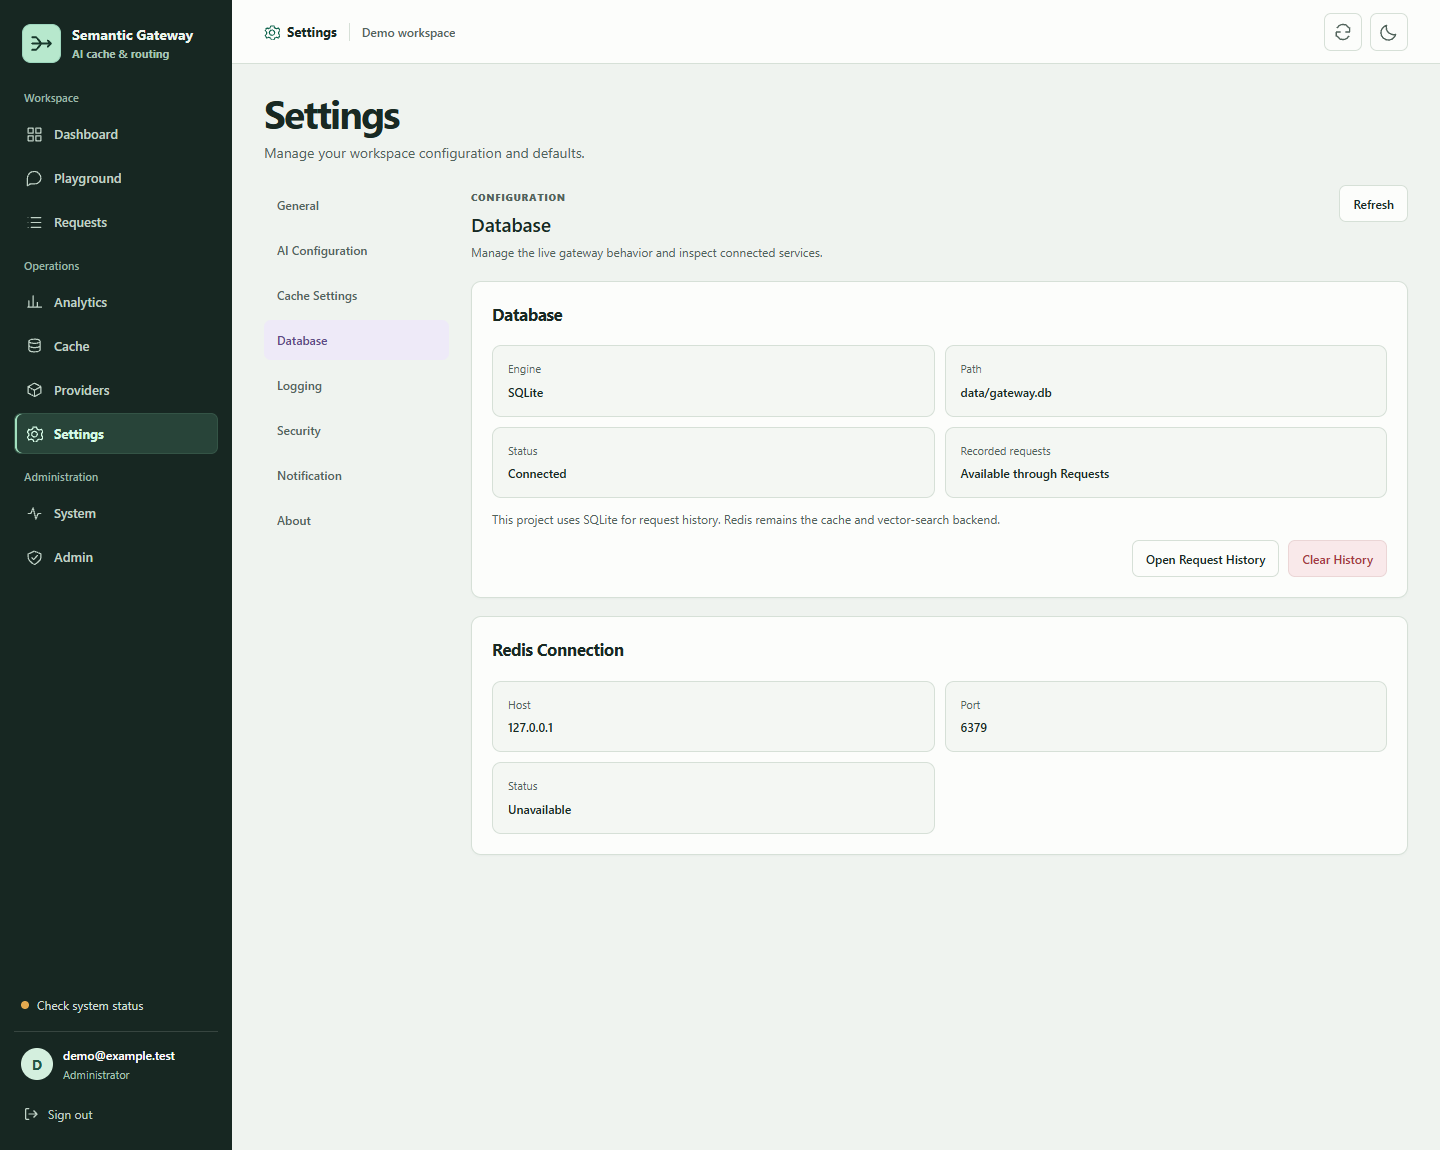 Semantic Gateway
AI cache & routing
Workspace
Dashboard
Playground
Requests
Operations
Analytics
Cache
Providers
Settings
Administration
System
Admin
Check system status
D
demo@example.test
Administrator
Sign out
Settings
Demo workspace
Settings
Manage your workspace configuration and defaults.
General
AI Configuration
Cache Settings
Database
Logging
Security
Notification
About
CONFIGURATION
Database
Manage the live gateway behavior and inspect connected services.
Refresh
Database
Engine
SQLite
Path
data/gateway.db
Status
Connected
Recorded requests
Available through Requests
This project uses SQLite for request history. Redis remains the cache and vector-search backend.
Open Request History
Clear History
Redis Connection
Host
127.0.0.1
Port
6379
Status
Unavailable